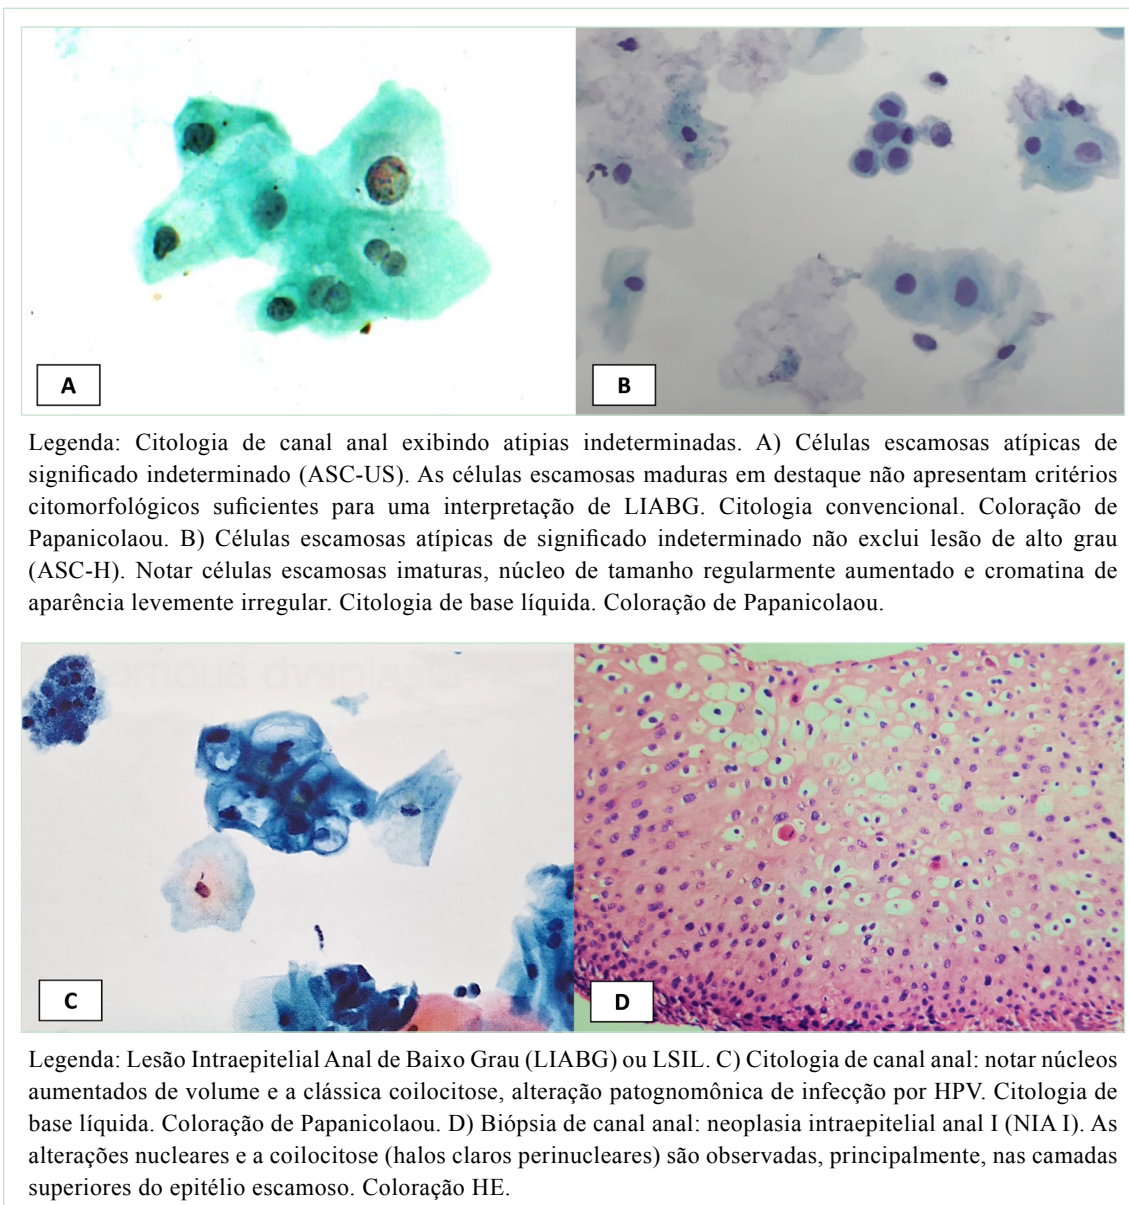 A
B
Legenda: Citologia de canal anal exibindo atipias indeterminadas. A) Células escamosas atípicas de
significado indeterminado (ASC-US). As células escamosas maduras em destaque não apresentam critérios
citomorfológicos suficientes para uma interpretação de LIABG. Citologia convencional. Coloração de
Papanicolaou. B) Células escamosas atípicas de significado indeterminado não exclui lesão de alto grau
(ASC-H). Notar células escamosas imaturas, núcleo de tamanho regularmente aumentado e cromatina de
aparência levemente irregular. Citologia de base líquida. Coloração de Papanicolaou.
C
D
Legenda: Lesão Intraepitelial Anal de Baixo Grau (LIABG) ou LSIL. C) Citologia de canal anal: notar núcleos
aumentados de volume e a clássica coilocitose, alteração patognomônica de infecção por HPV. Citologia de
base líquida. Coloração de Papanicolaou. D) Biópsia de canal anal: neoplasia intraepitelial anal I (NIA I). As
alterações nucleares e a coilocitose (halos claros perinucleares) são observadas, principalmente, nas camadas
superiores do epitélio escamoso. Coloração HE.